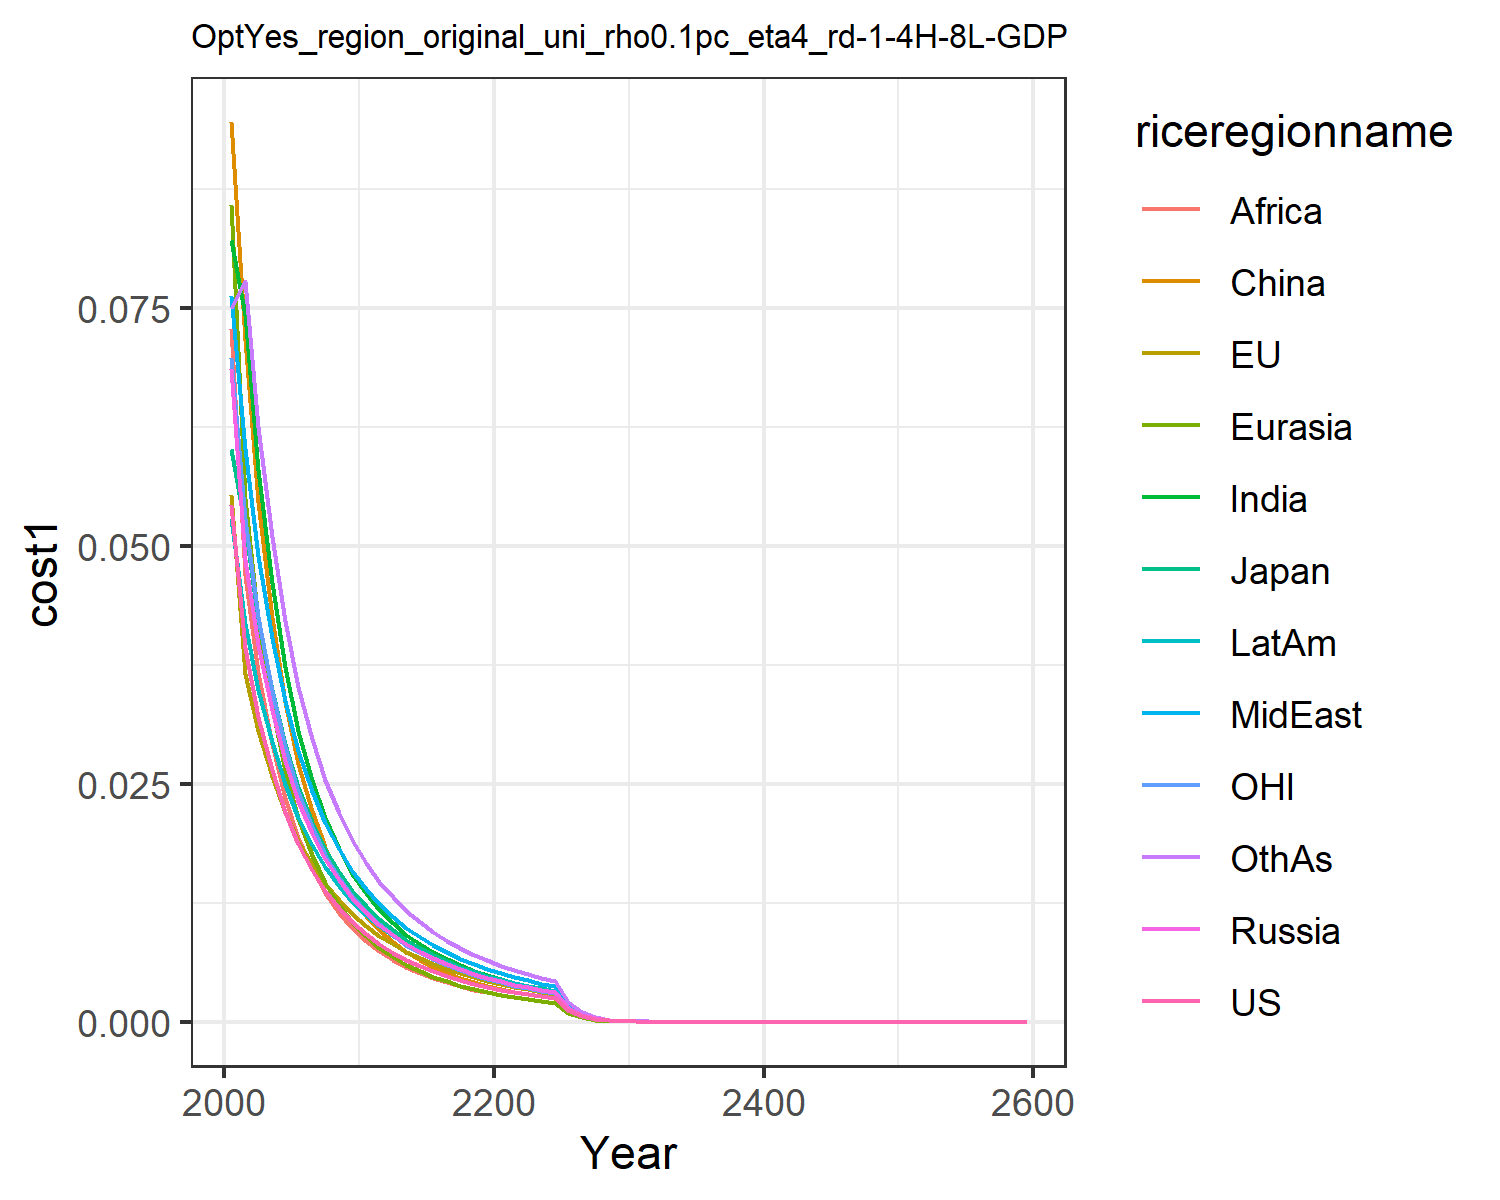 OptYes_region_original_uni_rho0.1pc_eta4_rd-1-4H-8L-GDP
cost1
0.075
0.050
0.025
0.000
2000
2200
2400
2600
Year
riceregionname
Africa
China
EU
Eurasia
India
Japan
LatAm
MidEast
OHI
OthAs
Russia
US